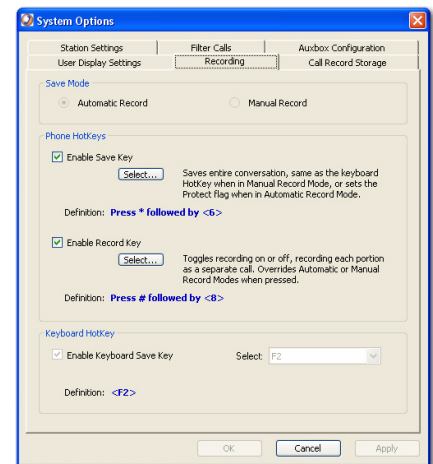 System Options
Station Settings
Filter Calls
Auxbox Configuration
User Display Settings
Recording
Call Record Storage
Save Mode
Automatic Record
Manual Record
Phone HotKeys
Enable Save Key
Select...
Saves entire conversation, same as the keyboard
HotKey when in Manual Record Mode, or sets the
Protect flag when in Automatic Record Mode.
Definition: Press * followed by <6>
Enable Record Key
Select...
Toggles recording on or off, recording each portion
as a separate call. Overrides Automatic or Manual
Record Modes when pressed.
Definition: Press # followed by <8>
Keyboard HotKey
Enable Keyboard Save Key
Select: F2
Definition: <F2>
OK
Cancel
Apply